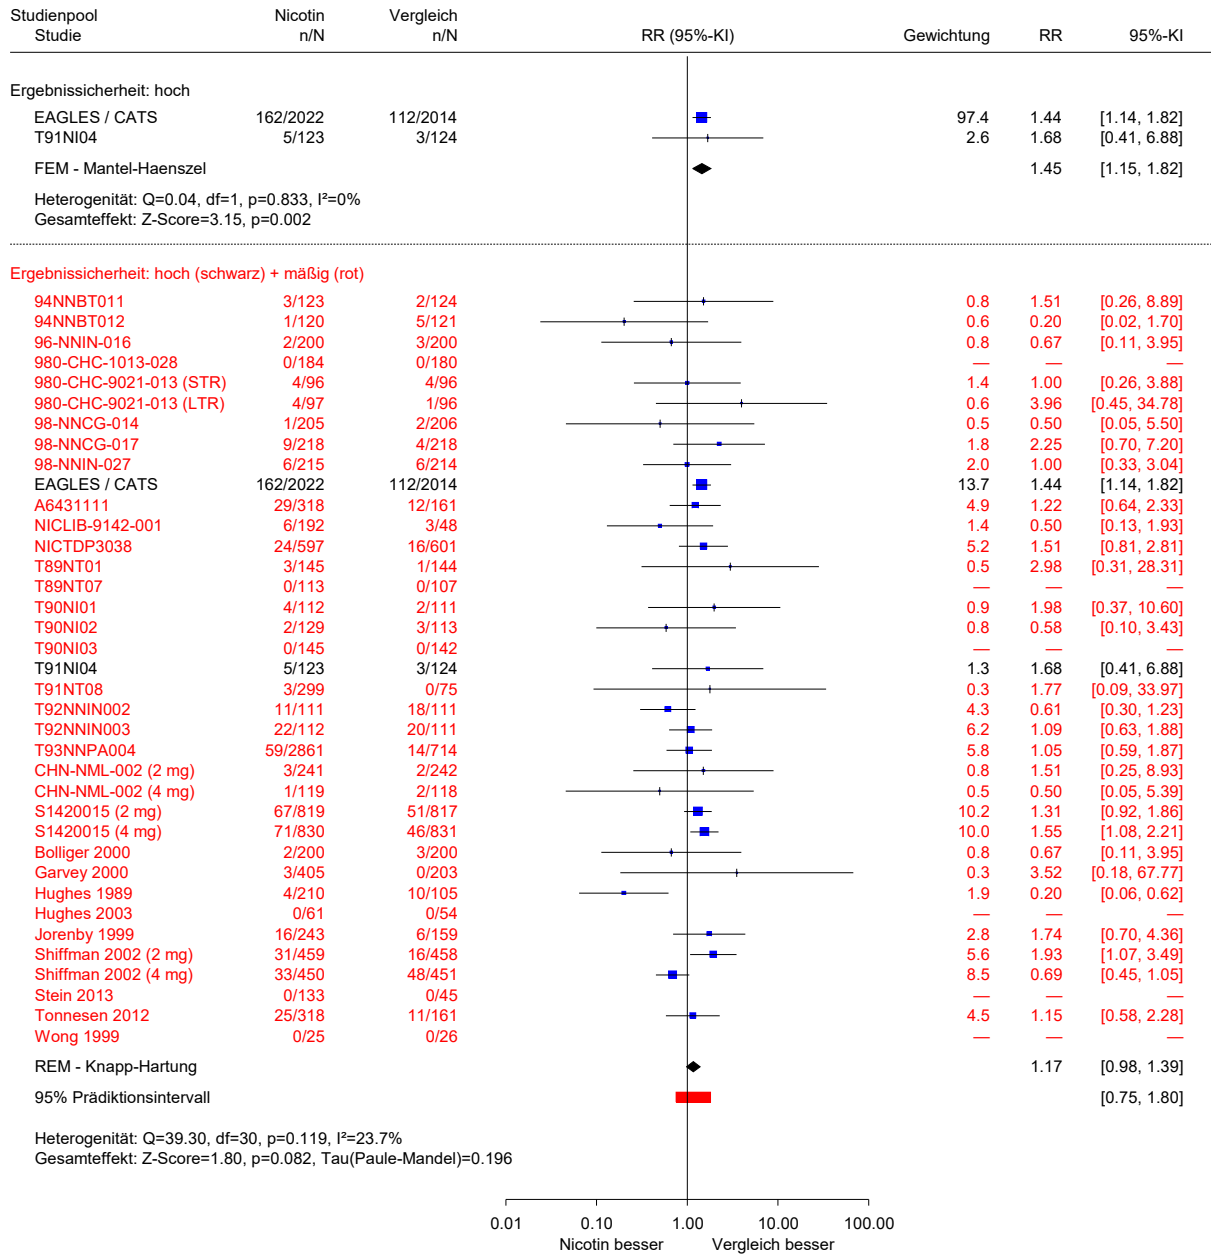 Studienpool Nicotin Vergleich
Studie n/N n/N RR (95%-KI) Gewichtung RR 95%-KI
Ergebnissicherheit: hoch
EAGLES / CATS 162/2022 112/2014 97.4 1.44 [1.14, 1.82]
T91NI04 5/123 3/124 2.6 1.68 [0.41, 6.88]
FEM - Mantel-Haenszel 1.45 [1.15, 1.82]
Heterogenität: Q=0.04, df=1, p=0.833, I²=0%
Gesamteffekt: Z-Score=3.15, p=0.002
Ergebnissicherheit: hoch (schwarz) + mäßig (rot)
94NNBT011 3/123 2/124 0.8 1.51 [0.26, 8.89]
94NNBT012 1/120 5/121 0.6 0.20 [0.02, 1.70]
96-NNIN-016 2/200 3/200 0.8 0.67 [0.11, 3.95]
980-CHC-1013-028 0/184 0/180 — — —
980-CHC-9021-013 (STR) 4/96 4/96 1.4 1.00 [0.26, 3.88]
980-CHC-9021-013 (LTR) 4/97 1/96 0.6 3.96 [0.45, 34.78]
98-NNCG-014 1/205 2/206 0.5 0.50 [0.05, 5.50]
98-NNCG-017 9/218 4/218 1.8 2.25 [0.70, 7.20]
98-NNIN-027 6/215 6/214 2.0 1.00 [0.33, 3.04]
EAGLES / CATS 162/2022 112/2014 13.7 1.44 [1.14, 1.82]
A6431111 29/318 12/161 4.9 1.22 [0.64, 2.33]
NICLIB-9142-001 6/192 3/48 1.4 0.50 [0.13, 1.93]
NICTDP3038 24/597 16/601 5.2 1.51 [0.81, 2.81]
T89NT01 3/145 1/144 0.5 2.98 [0.31, 28.31]
T89NT07 0/113 0/107 — — —
T90NI01 4/112 2/111 0.9 1.98 [0.37, 10.60]
T90NI02 2/129 3/113 0.8 0.58 [0.10, 3.43]
T90NI03 0/145 0/142 — — —
T91NI04 5/123 3/124 1.3 1.68 [0.41, 6.88]
T91NT08 3/299 0/75 0.3 1.77 [0.09, 33.97]
T92NNIN002 11/111 18/111 4.3 0.61 [0.30, 1.23]
T92NNIN003 22/112 20/111 6.2 1.09 [0.63, 1.88]
T93NNPA004 59/2861 14/714 5.8 1.05 [0.59, 1.87]
CHN-NML-002 (2 mg) 3/241 2/242 0.8 1.51 [0.25, 8.93]
CHN-NML-002 (4 mg) 1/119 2/118 0.5 0.50 [0.05, 5.39]
S1420015 (2 mg) 67/819 51/817 10.2 1.31 [0.92, 1.86]
S1420015 (4 mg) 71/830 46/831 10.0 1.55 [1.08, 2.21]
Bolliger 2000 2/200 3/200 0.8 0.67 [0.11, 3.95]
Garvey 2000 3/405 0/203 0.3 3.52 [0.18, 67.77]
Hughes 1989 4/210 10/105 1.9 0.20 [0.06, 0.62]
Hughes 2003 0/61 0/54 — — —
Jorenby 1999 16/243 6/159 2.8 1.74 [0.70, 4.36]
Shiffman 2002 (2 mg) 31/459 16/458 5.6 1.93 [1.07, 3.49]
Shiffman 2002 (4 mg) 33/450 48/451 8.5 0.69 [0.45, 1.05]
Stein 2013 0/133 0/45 — — —
Tonnesen 2012 25/318 11/161 4.5 1.15 [0.58, 2.28]
Wong 1999 0/25 0/26 — — —
REM - Knapp-Hartung 1.17 [0.98, 1.39]
95% Prädiktionsintervall [0.75, 1.80]
Heterogenität: Q=39.30, df=30, p=0.119, I²=23.7%
Gesamteffekt: Z-Score=1.80, p=0.082, Tau(Paule-Mandel)=0.196
0.01 0.10 1.00 10.00 100.00
Nicotin besser Vergleich besser